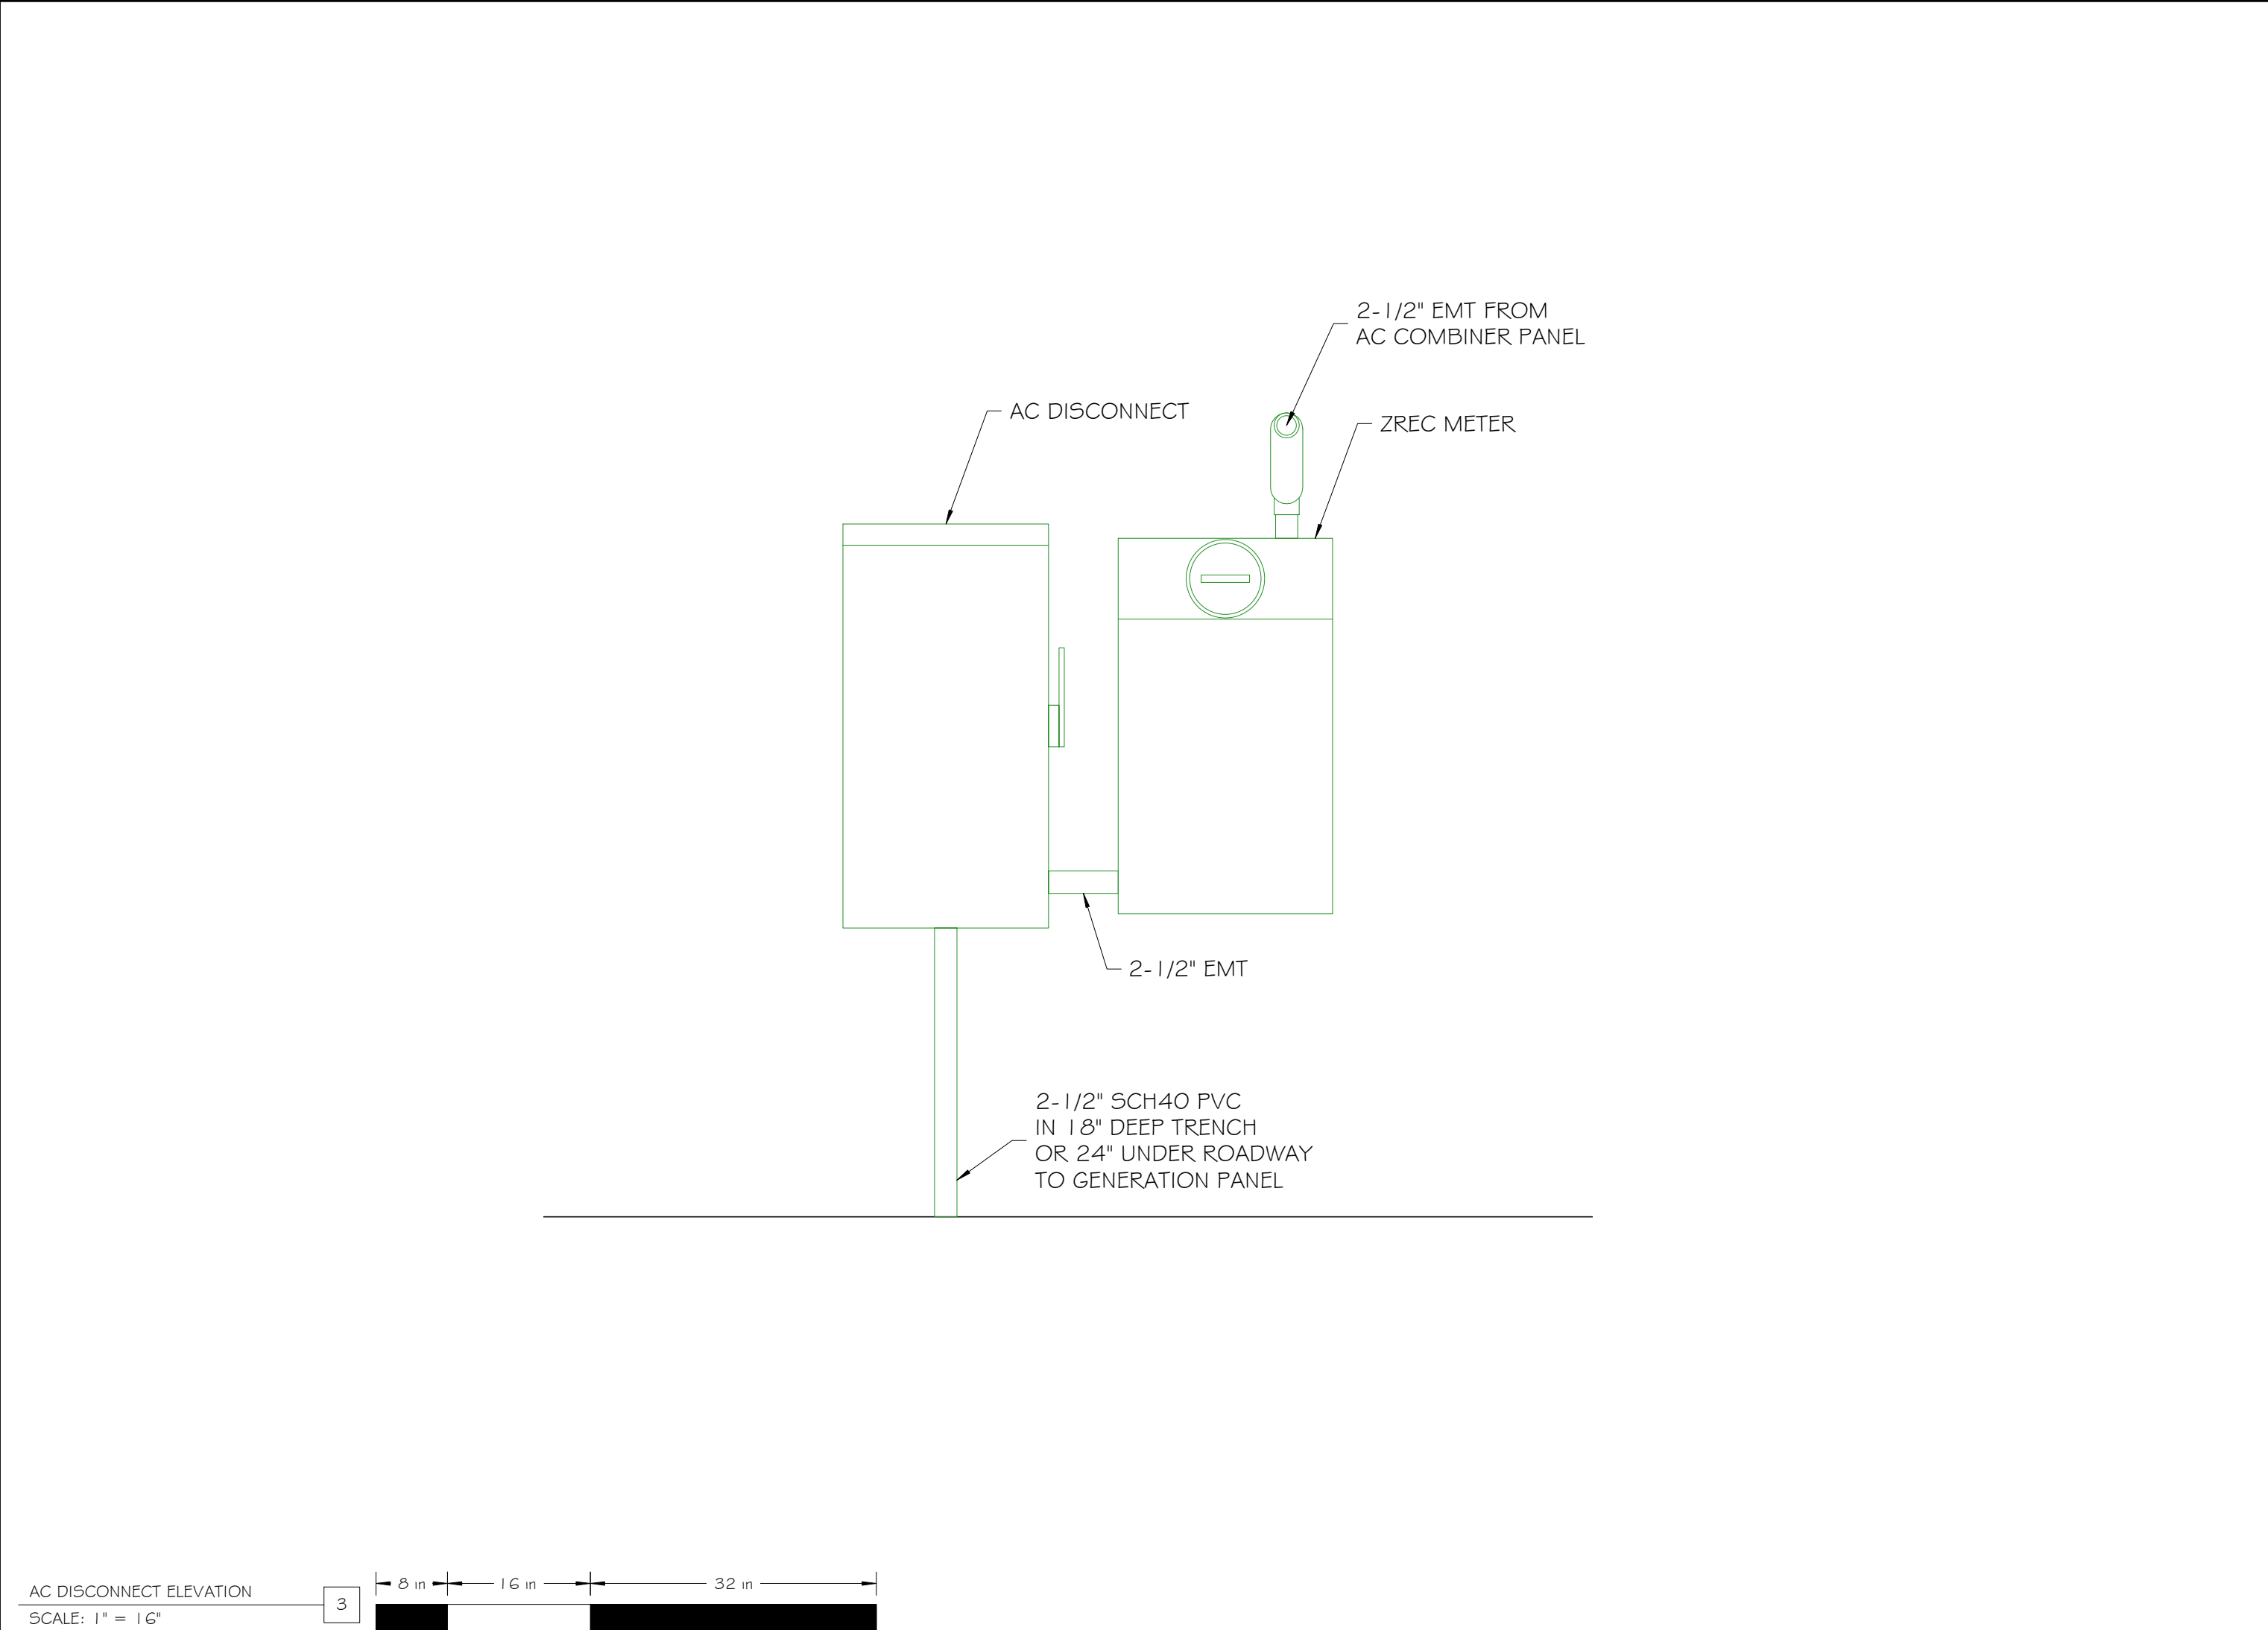 2-1/2" EMT FROM
AC COMBINER PANEL
AC DISCONNECT
ZREC METER
2-1/2" EMT
2-1/2" SCH40 PVC
IN 18" DEEP TRENCH
OR 24" UNDER ROADWAY
TO GENERATION PANEL
8 in
16 in
32 in
AC DISCONNECT ELEVATION
3
SCALE: 1" = 16"